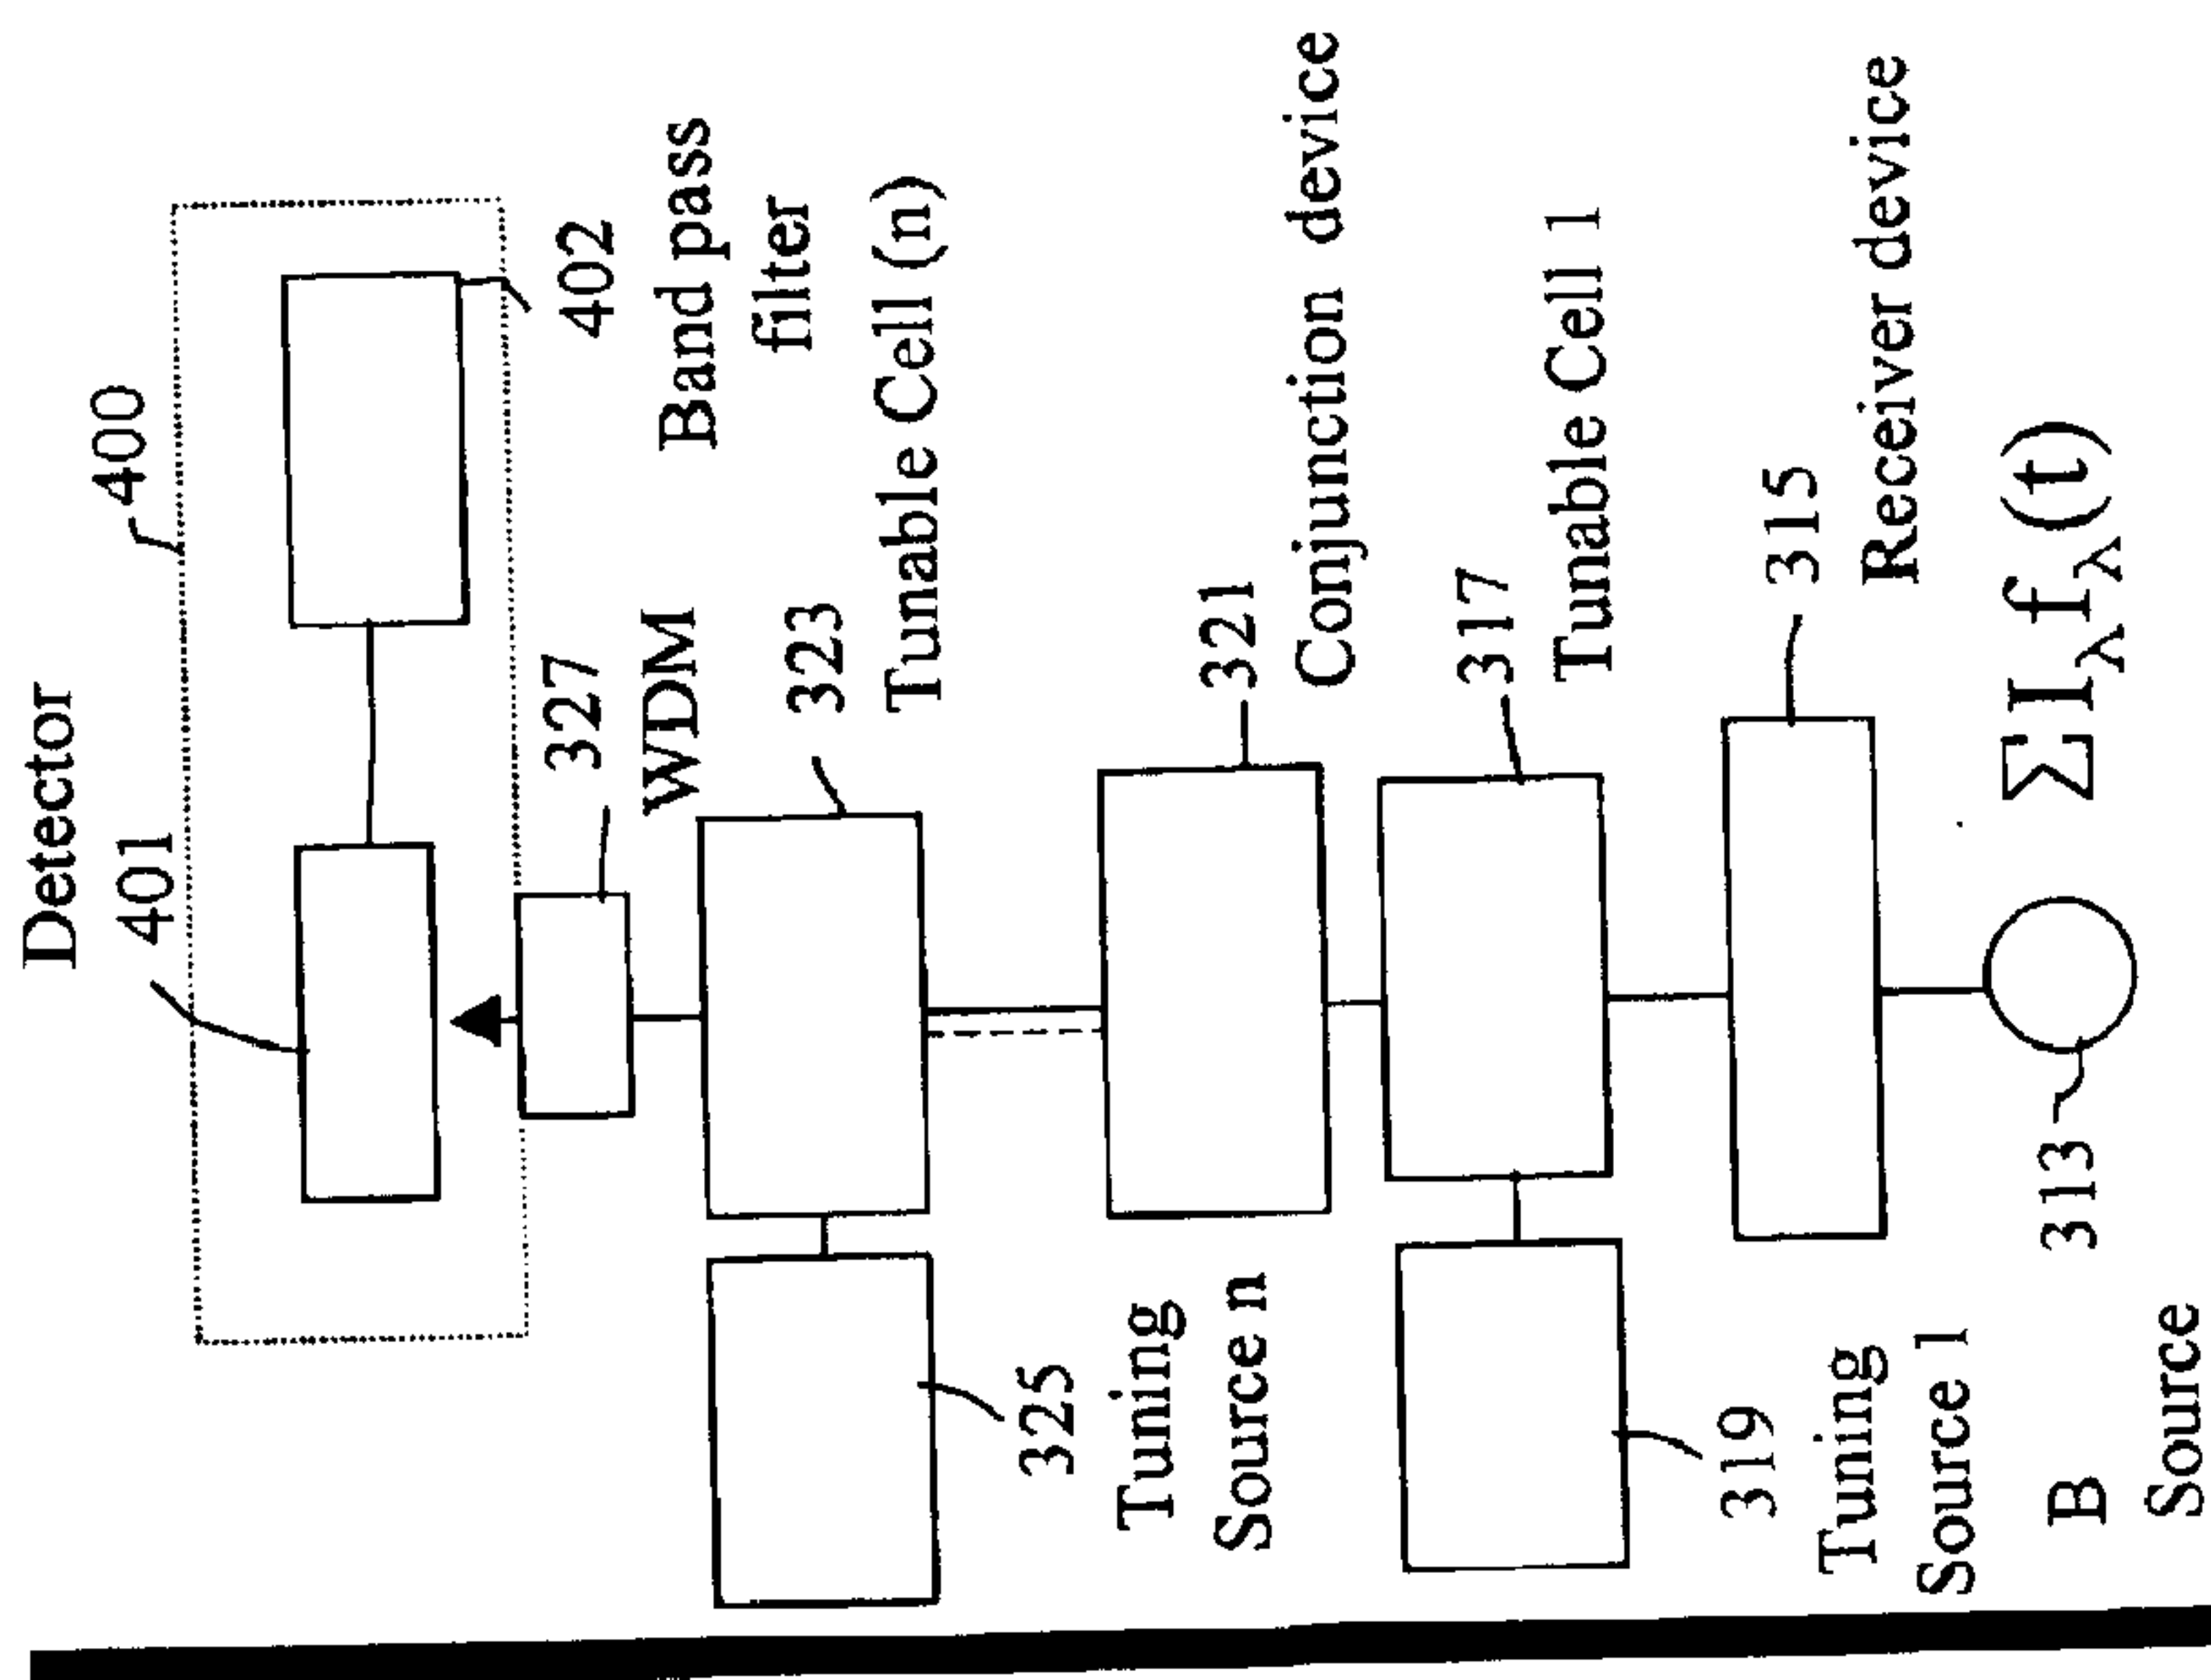 Detector
401
400
402
Band pass
filter
327
WDM
323
Tunable Cell (n)
325
Tuning
Source n
321
Conjunction device
317
Tunable Cell 1
319
Tuning
Source 1
315
Receiver device
313
B
Source
ΣI_λf_λ(t)